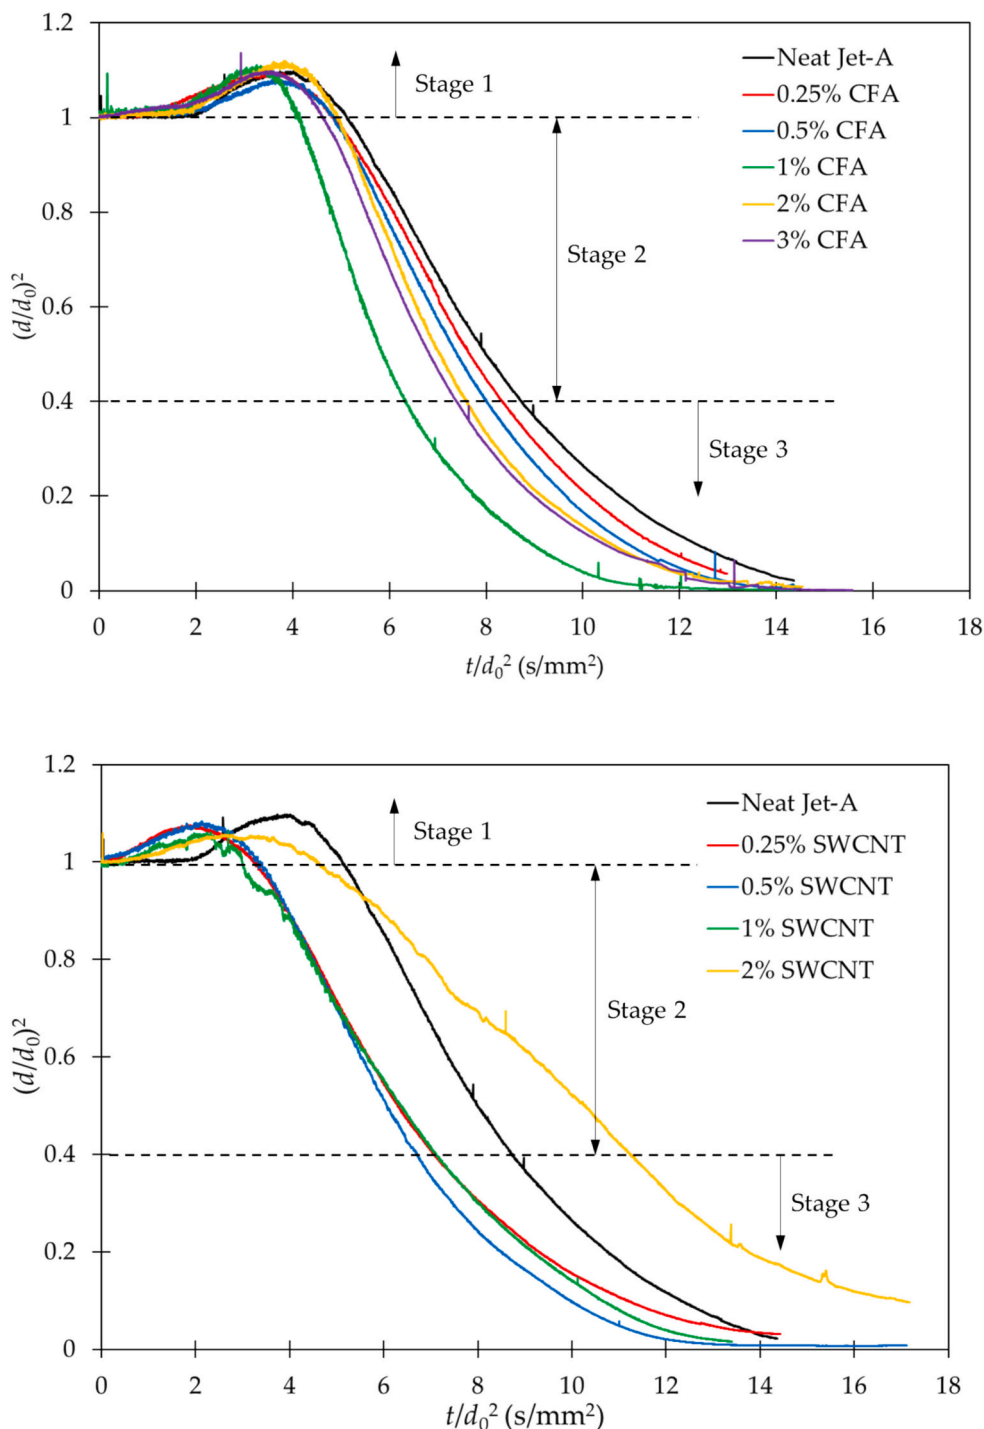 1.2
1
0.8
0.6
0.4
0.2
0
(d/d₀)²
Stage 1
Stage 2
Stage 3
Neat Jet-A
0.25% CFA
0.5% CFA
1% CFA
2% CFA
3% CFA
0 2 4 6 8 10 12 14 16 18
t/d₀² (s/mm²)
1.2
1
0.8
0.6
0.4
0.2
0
(d/d₀)²
Stage 1
Stage 2
Stage 3
Neat Jet-A
0.25% SWCNT
0.5% SWCNT
1% SWCNT
2% SWCNT
0 2 4 6 8 10 12 14 16 18
t/d₀² (s/mm²)